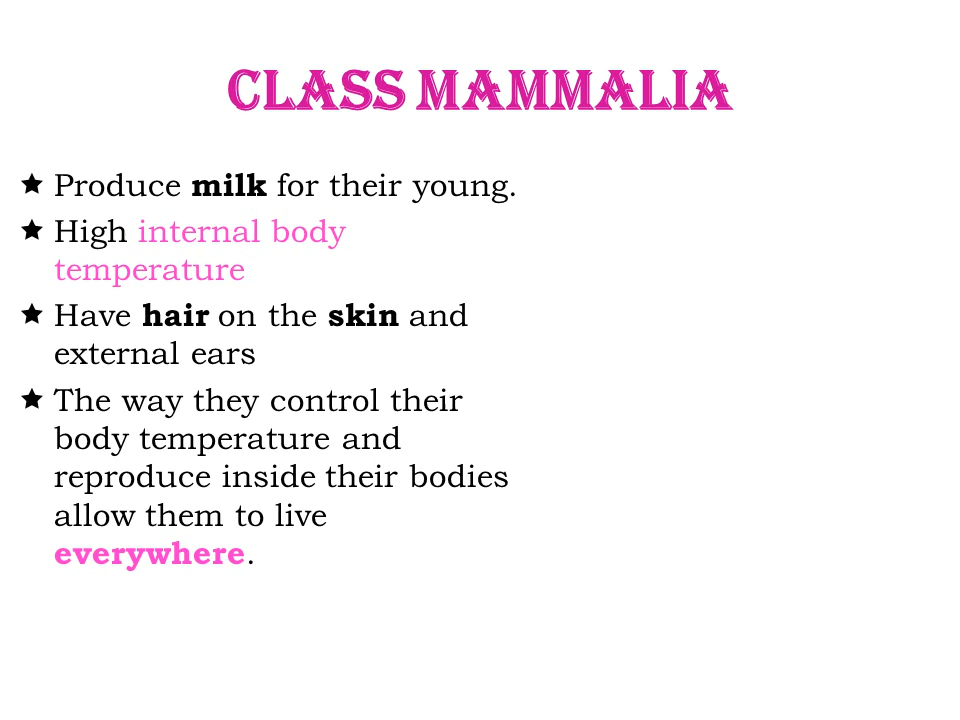 CLASS MAMMALIA
★ Produce milk for their young.
★ High internal body
temperature
★ Have hair on the skin and
external ears
★ The way they control their
body temperature and
reproduce inside their bodies
allow them to live
everywhere.